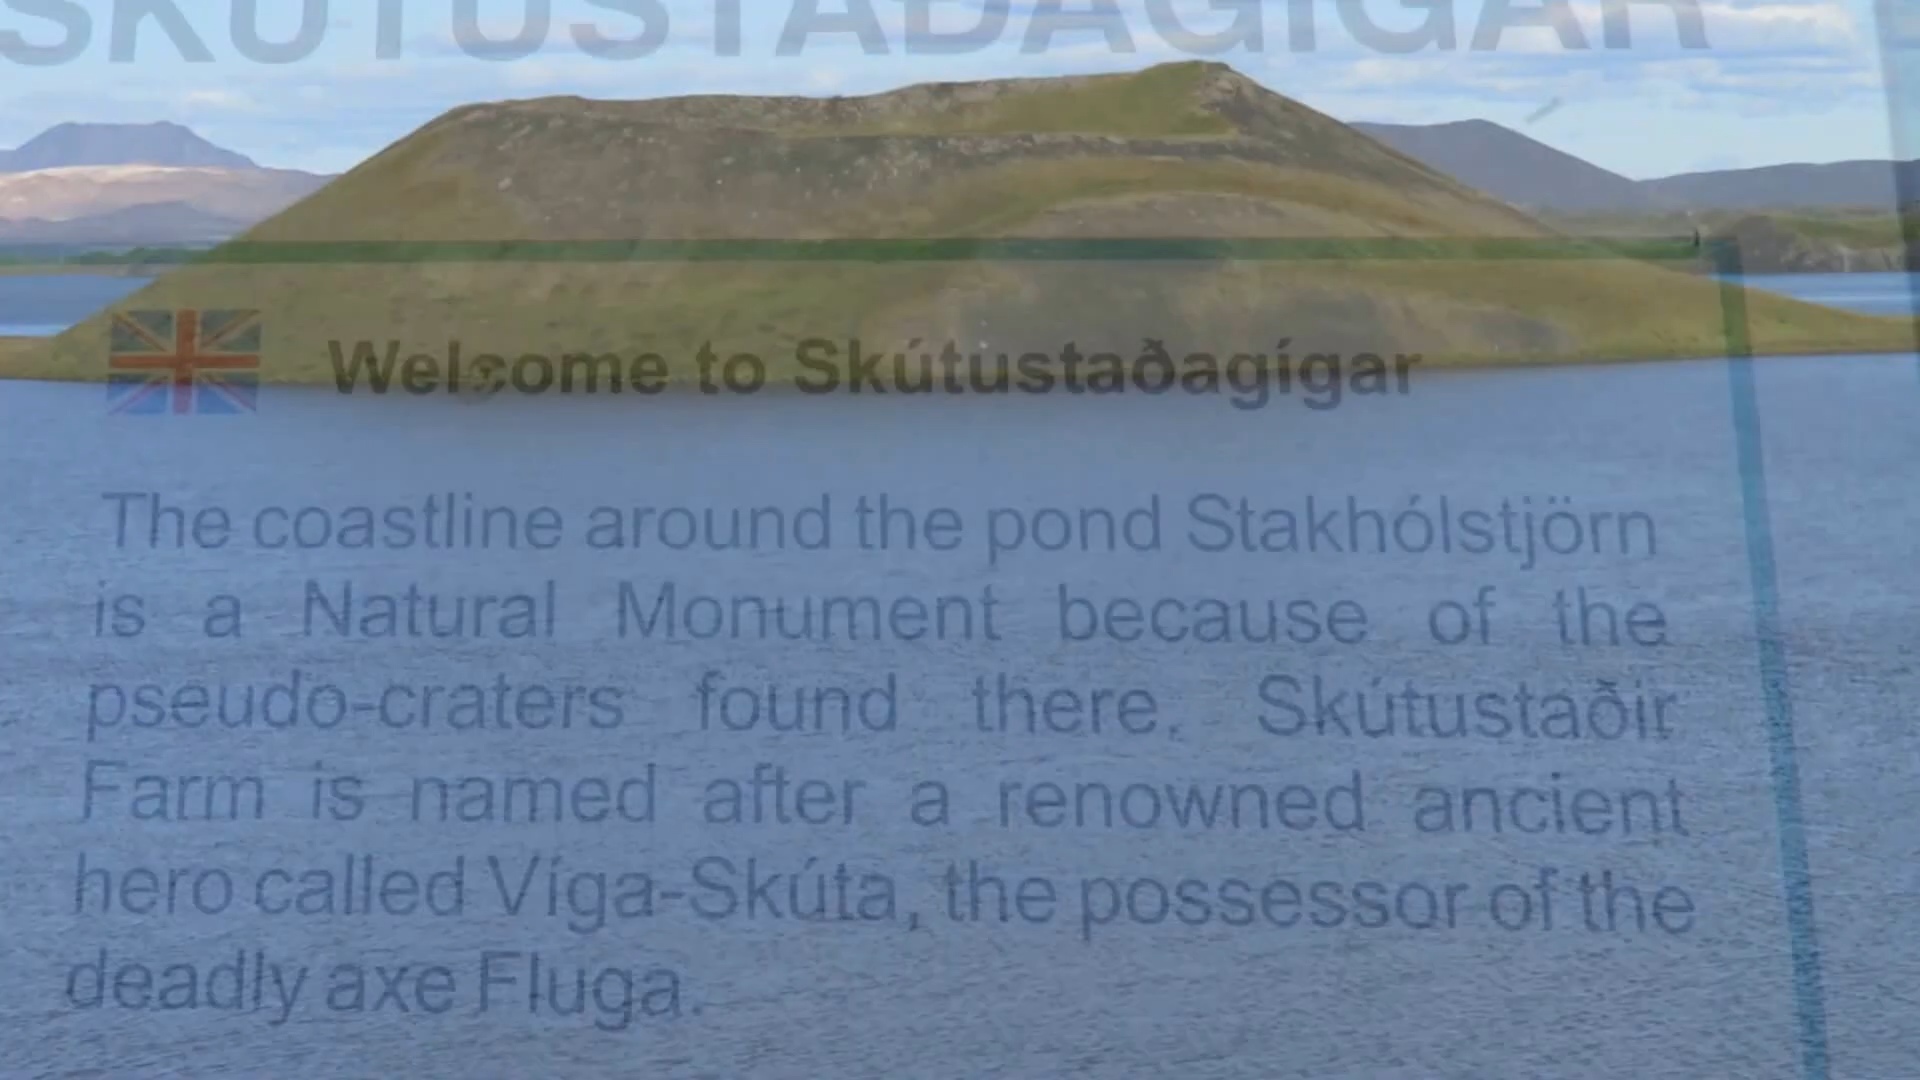 SKÚTUSTAÐAGÍGAR
Welcome to Skútustaðagígar
The coastline around the pond Stakhólstjörn
is a Natural Monument because of the
pseudo-craters found there. Skútustaðir
Farm is named after a renowned ancient
hero called Víga-Skúta, the possessor of the
deadly axe Fluga.